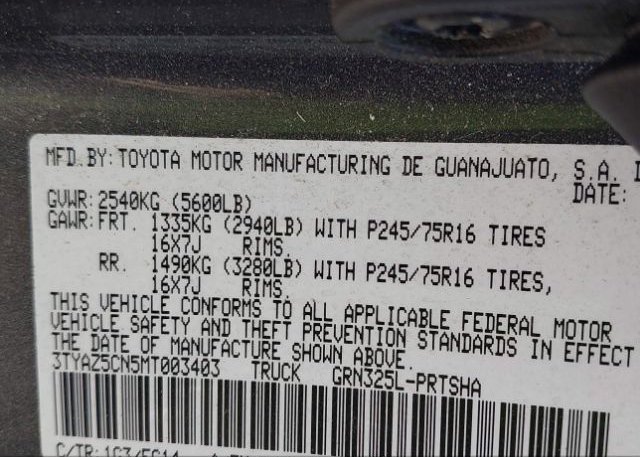 MFD. BY: TOYOTA MOTOR MANUFACTURING DE GUANAJUATO, S.A.
DATE:
GVWR: 2540KG (5600LB)
GAWR: FRT. 1335KG (2940LB) WITH P245/75R16 TIRES
16X7J RIMS,
RR. 1490KG (3280LB) WITH P245/75R16 TIRES,
16X7J RIMS,
THIS VEHICLE CONFORMS TO ALL APPLICABLE FEDERAL MOTOR
VEHICLE SAFETY AND THEFT PREVENTION STANDARDS IN EFFECT
THE DATE OF MANUFACTURE SHOWN ABOVE.
3TYAZ5CN5MT003403 TRUCK GRN325L-PRTSHA
C/TR: